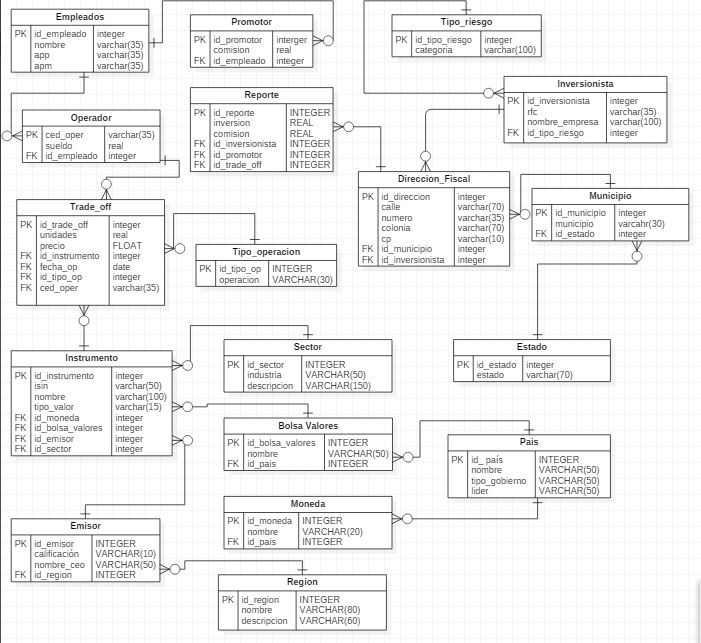 Empleados
PK id_empleado integer
nombre varchar(35)
app varchar(35)
apm varchar(35)
Promotor
PK id_promotor interger
comision real
FK id_empleado integer
Tipo_riesgo
PK id_tipo_riesgo integer
categoria varchar(100)
Inversionista
PK id_inversionista integer
rfc varchar(35)
nombre_empresa varchar(100)
FK id_tipo_riesgo integer
Operador
PK ced_oper varchar(35)
sueldo real
FK id_empleado integer
Reporte
PK id_reporte INTEGER
inversion REAL
comision REAL
FK id_inversionista INTEGER
FK id_promotor INTEGER
FK id_trade_off INTEGER
Direccion_Fiscal
PK id_direccion integer
calle varchar(70)
numero varchar(35)
colonia varchar(70)
cp varchar(10)
FK id_municipio integer
FK id_inversionista integer
Municipio
PK id_municipio integer
municipio varcahr(30)
FK id_estado integer
Trade_off
PK id_trade_off integer
unidades real
precio FLOAT
FK id_instrumento integer
FK fecha_op date
FK id_tipo_op integer
FK ced_oper varchar(35)
Tipo_operacion
PK id_tipo_op INTEGER
operacion VARCHAR(30)
Instrumento
PK id_instrumento integer
isin varchar(50)
nombre varchar(100)
tipo_valor varchar(15)
FK id_moneda integer
FK id_bolsa_valores integer
FK id_emisor integer
FK id_sector integer
Sector
PK id_sector INTEGER
industria VARCHAR(50)
descripcion VARCHAR(150)
Estado
PK id_estado integer
estado varchar(70)
Bolsa Valores
PK id_bolsa_valores INTEGER
nombre VARCHAR(50)
FK id_pais INTEGER
Pais
PK id_país INTEGER
nombre VARCHAR(50)
tipo_gobierno VARCHAR(50)
lider VARCHAR(50)
Moneda
PK id_moneda INTEGER
nombre VARCHAR(20)
FK id_pais INTEGER
Emisor
PK id_emisor INTEGER
calificación VARCHAR(10)
nombre_ceo VARCHAR(50)
FK id_region INTEGER
Region
PK id_region INTEGER
nombre VARCHAR(80)
descripcion VARCHAR(60)